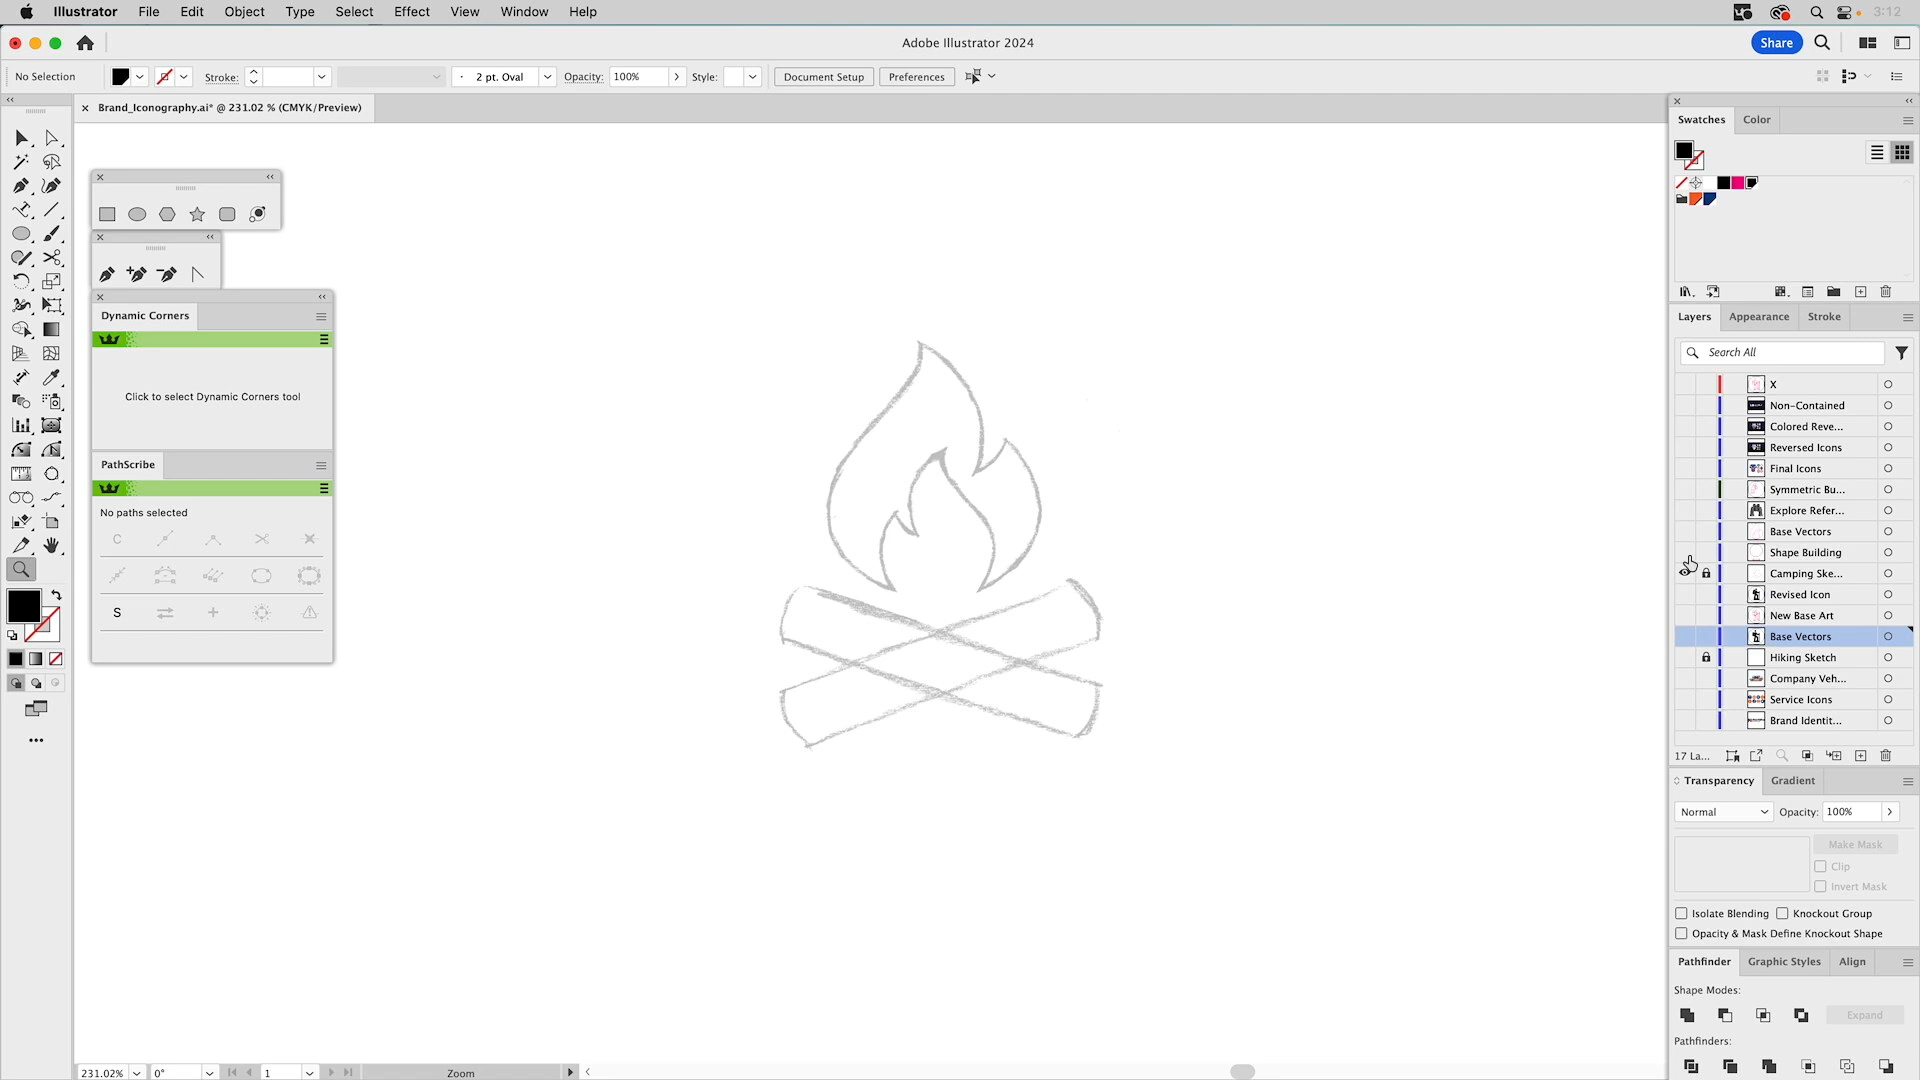 Illustrator File Edit Object Type Select Effect View Window Help 3:12
Adobe Illustrator 2024
Share
No Selection Stroke: 2 pt. Oval Opacity: 100% Style: Document Setup Preferences
Brand_Iconography.ai* @ 231.02 % (CMYK/Preview)
Swatches Color
Dynamic Corners
Click to select Dynamic Corners tool
PathScribe
No paths selected
C
S
Layers Appearance Stroke
Search All
X
Non-Contained
Colored Reve...
Reversed Icons
Final Icons
Symmetric Bu...
Explore Refer...
Base Vectors
Shape Building
Camping Ske...
Revised Icon
New Base Art
Base Vectors
Hiking Sketch
Company Veh...
Service Icons
Brand Identit...
17 La...
Transparency Gradient
Normal Opacity: 100%
Make Mask
Clip
Invert Mask
Isolate Blending Knockout Group
Opacity & Mask Define Knockout Shape
Pathfinder Graphic Styles Align
Shape Modes:
Expand
Pathfinders:
231.02% 0° 1 Zoom